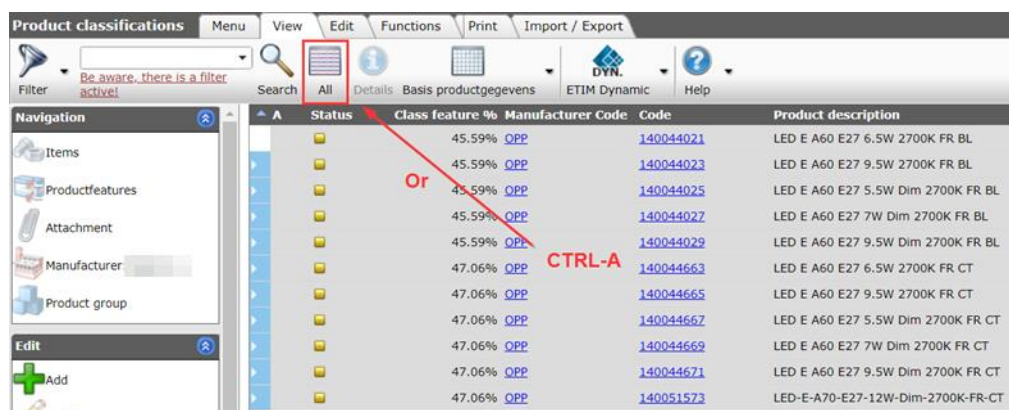 Product classifications Menu View Edit Functions Print Import / Export
Be aware, there is a filter
active!
Filter Search All Details Basis productgegevens DYN. ETIM Dynamic Help
Navigation
Items
Productfeatures
Attachment
Manufacturer
Product group
Edit
Add
A Status Class feature % Manufacturer Code Code Product description
45.59% OPP 140044021 LED E A60 E27 6.5W 2700K FR BL
45.59% OPP 140044023 LED E A60 E27 9.5W 2700K FR BL
45.59% OPP 140044025 LED E A60 E27 5.5W Dim 2700K FR BL
45.59% OPP 140044027 LED E A60 E27 7W Dim 2700K FR BL
45.59% OPP 140044029 LED E A60 E27 9.5W Dim 2700K FR BL
47.06% OPP 140044663 LED E A60 E27 6.5W 2700K FR CT
47.06% OPP 140044665 LED E A60 E27 9.5W 2700K FR CT
47.06% OPP 140044667 LED E A60 E27 5.5W Dim 2700K FR CT
47.06% OPP 140044669 LED E A60 E27 7W Dim 2700K FR CT
47.06% OPP 140044671 LED E A60 E27 9.5W Dim 2700K FR CT
47.06% OPP 140051573 LED-E-A70-E27-12W-Dim-2700K-FR-CT
Or
CTRL-A